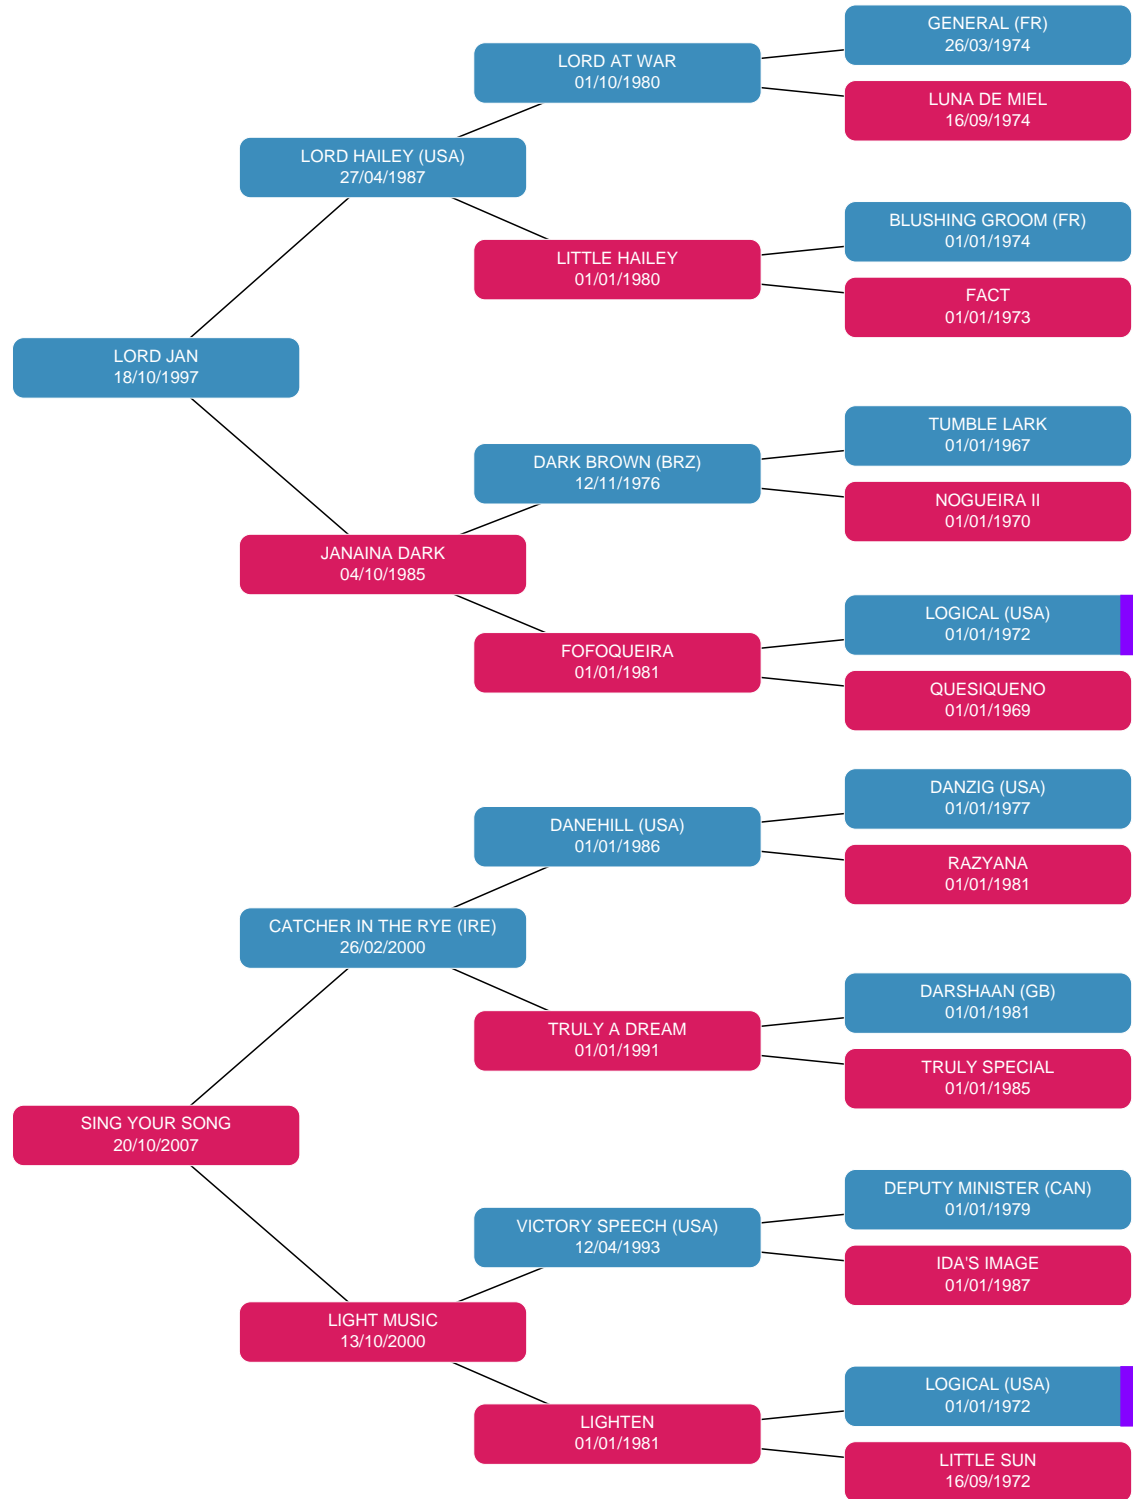 GENERAL (FR)
26/03/1974
LORD AT WAR
01/10/1980
LUNA DE MIEL
16/09/1974
LORD HAILEY (USA)
27/04/1987
BLUSHING GROOM (FR)
01/01/1974
LITTLE HAILEY
01/01/1980
FACT
01/01/1973
LORD JAN
18/10/1997
TUMBLE LARK
01/01/1967
DARK BROWN (BRZ)
12/11/1976
NOGUEIRA II
01/01/1970
JANAINA DARK
04/10/1985
LOGICAL (USA)
01/01/1972
FOFOQUEIRA
01/01/1981
QUESIQUENO
01/01/1969
DANZIG (USA)
01/01/1977
DANEHILL (USA)
01/01/1986
RAZYANA
01/01/1981
CATCHER IN THE RYE (IRE)
26/02/2000
DARSHAAN (GB)
01/01/1981
TRULY A DREAM
01/01/1991
TRULY SPECIAL
01/01/1985
SING YOUR SONG
20/10/2007
DEPUTY MINISTER (CAN)
01/01/1979
VICTORY SPEECH (USA)
12/04/1993
IDA'S IMAGE
01/01/1987
LIGHT MUSIC
13/10/2000
LOGICAL (USA)
01/01/1972
LIGHTEN
01/01/1981
LITTLE SUN
16/09/1972